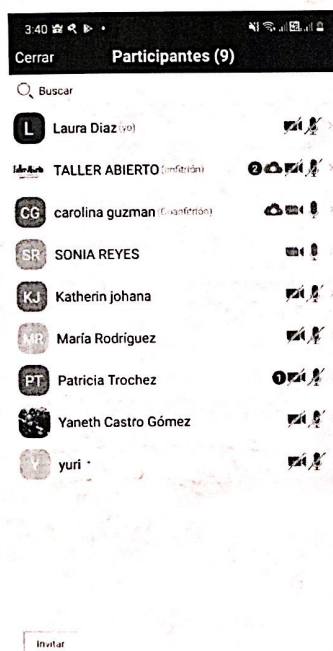 3:40
Cerrar Participantes (9)
Buscar
L Laura Diaz (yo)
TALLER ABIERTO (anfitrión) 2
CG carolina guzman (Coanfitrión)
SR SONIA REYES
KJ Katherin johana
MR María Rodríguez
PT Patricia Trochez 1
Yaneth Castro Gómez
Y yuri
Invitar